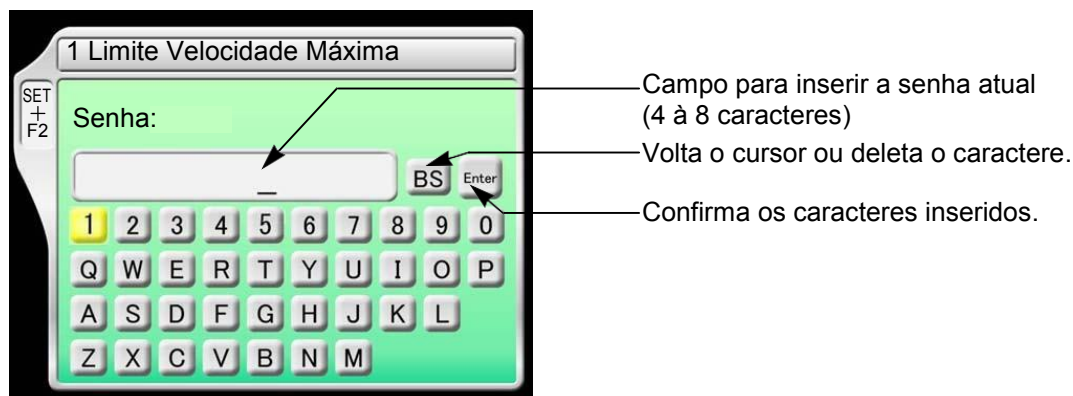 1 Limite Velocidade Máxima
SET
+
F2
Senha:
_
BS Enter
1 2 3 4 5 6 7 8 9 0
Q W E R T Y U I O P
A S D F G H J K L
Z X C V B N M
Campo para inserir a senha atual
(4 à 8 caracteres)
Volta o cursor ou deleta o caractere.
Confirma os caracteres inseridos.